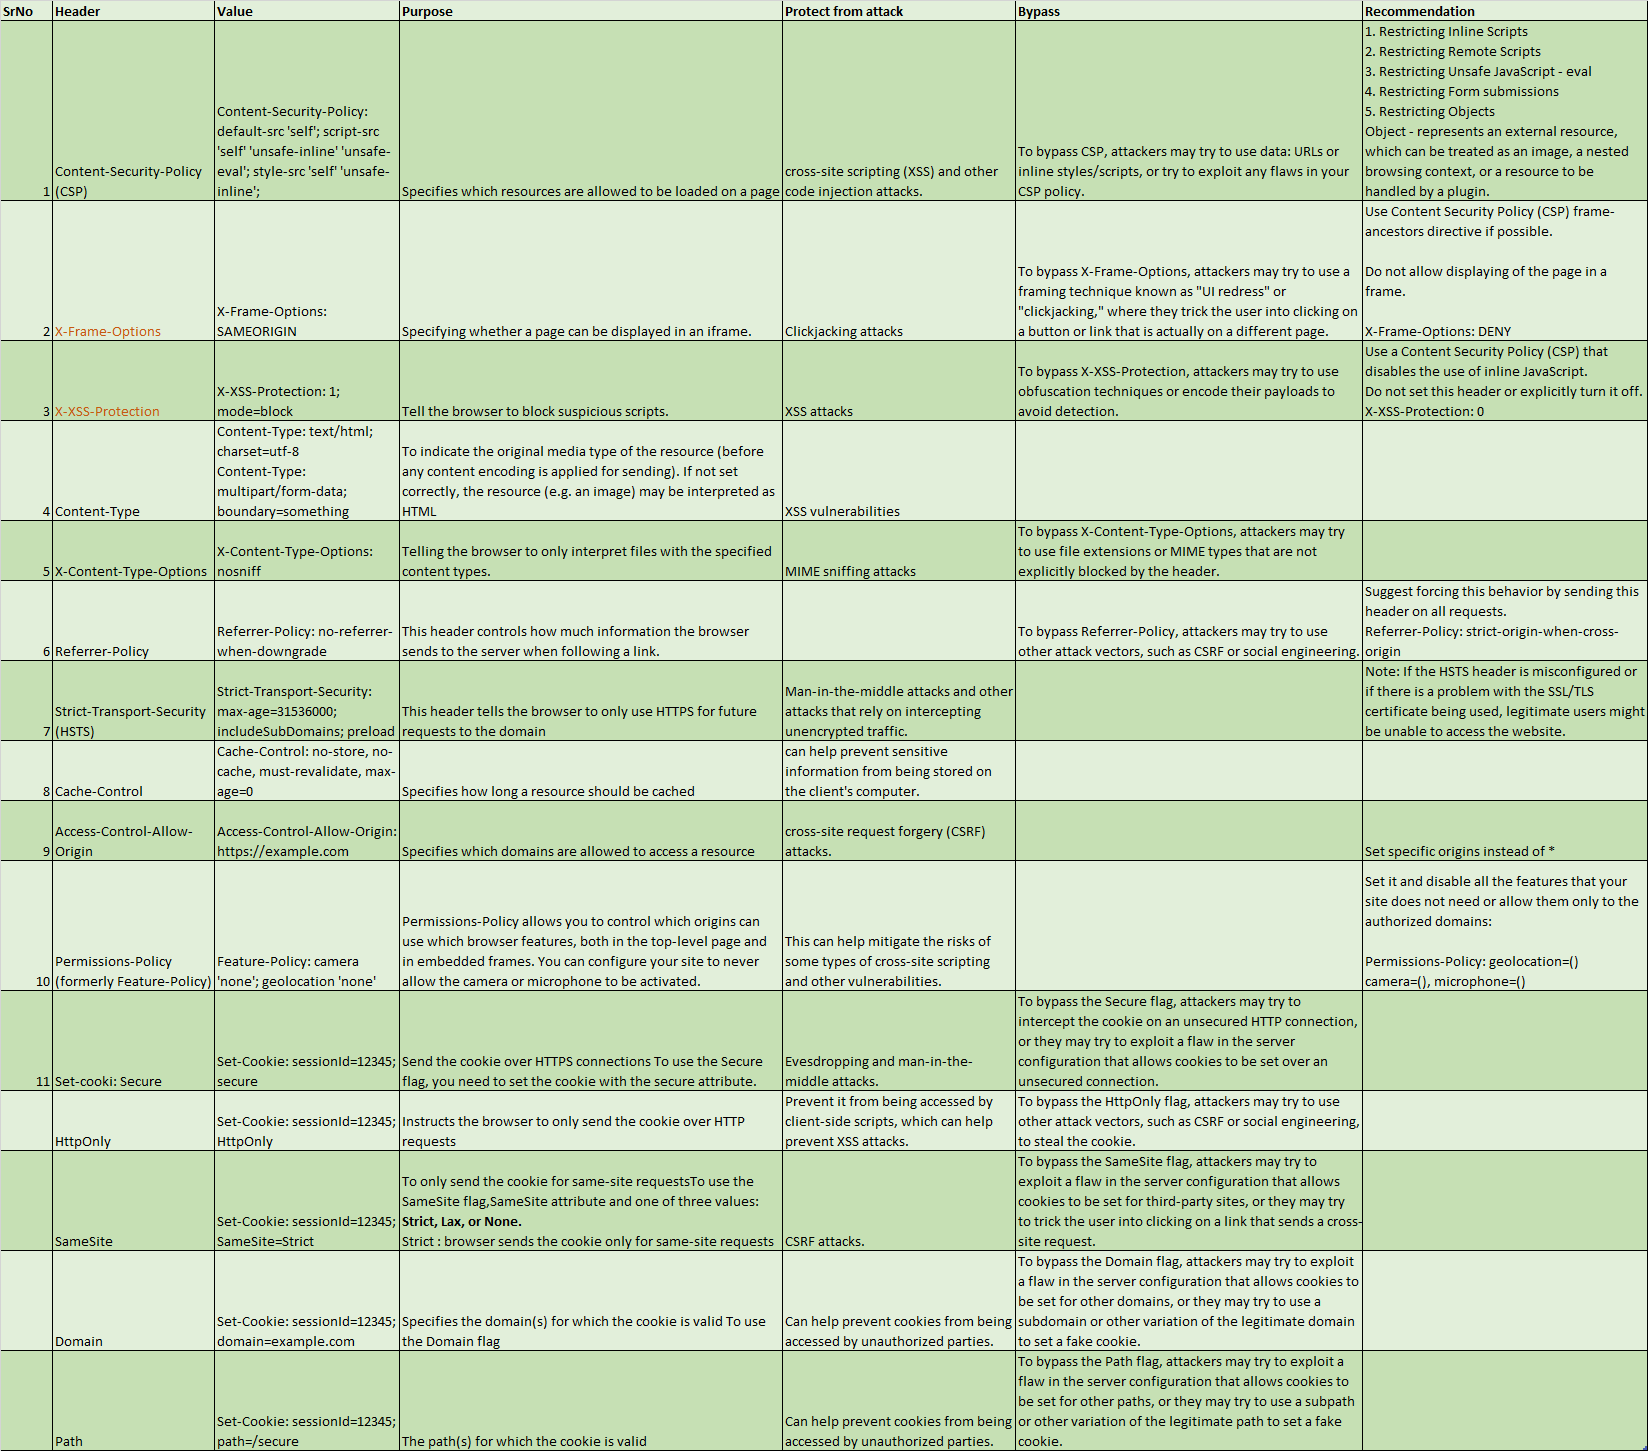 SrNo Header Value Purpose Protect from attack Bypass Recommendation
1
Content-Security-Policy
(CSP)
Content-Security-Policy:
default-src 'self'; script-src
'self' 'unsafe-inline' 'unsafe-
eval'; style-src 'self' 'unsafe-
inline';
Specifies which resources are allowed to be loaded on a page
cross-site scripting (XSS) and other
code injection attacks.
To bypass CSP, attackers may try to use data: URLs or
inline styles/scripts, or try to exploit any flaws in your
CSP policy.
1. Restricting Inline Scripts
2. Restricting Remote Scripts
3. Restricting Unsafe JavaScript - eval
4. Restricting Form submissions
5. Restricting Objects
Object - represents an external resource,
which can be treated as an image, a nested
browsing context, or a resource to be
handled by a plugin.
2
X-Frame-Options
X-Frame-Options:
SAMEORIGIN
Specifying whether a page can be displayed in an iframe.
Clickjacking attacks
To bypass X-Frame-Options, attackers may try to use a
framing technique known as "UI redress" or
"clickjacking," where they trick the user into clicking on
a button or link that is actually on a different page.
Use Content Security Policy (CSP) frame-
ancestors directive if possible.
Do not allow displaying of the page in a
frame.
X-Frame-Options: DENY
3
X-XSS-Protection
X-XSS-Protection: 1;
mode=block
Tell the browser to block suspicious scripts.
XSS attacks
To bypass X-XSS-Protection, attackers may try to use
obfuscation techniques or encode their payloads to
avoid detection.
Use a Content Security Policy (CSP) that
disables the use of inline JavaScript.
Do not set this header or explicitly turn it off.
X-XSS-Protection: 0
4
Content-Type
Content-Type: text/html;
charset=utf-8
Content-Type:
multipart/form-data;
boundary=something
To indicate the original media type of the resource (before
any content encoding is applied for sending). If not set
correctly, the resource (e.g. an image) may be interpreted as
HTML
XSS vulnerabilities
5
X-Content-Type-Options
X-Content-Type-Options:
nosniff
Telling the browser to only interpret files with the specified
content types.
MIME sniffing attacks
To bypass X-Content-Type-Options, attackers may try
to use file extensions or MIME types that are not
explicitly blocked by the header.
6
Referrer-Policy
Referrer-Policy: no-referrer-
when-downgrade
This header controls how much information the browser
sends to the server when following a link.
To bypass Referrer-Policy, attackers may try to use
other attack vectors, such as CSRF or social engineering.
Suggest forcing this behavior by sending this
header on all requests.
Referrer-Policy: strict-origin-when-cross-
origin
7
Strict-Transport-Security
(HSTS)
Strict-Transport-Security:
max-age=31536000;
includeSubDomains; preload
This header tells the browser to only use HTTPS for future
requests to the domain
Man-in-the-middle attacks and other
attacks that rely on intercepting
unencrypted traffic.
Note: If the HSTS header is misconfigured or
if there is a problem with the SSL/TLS
certificate being used, legitimate users might
be unable to access the website.
8
Cache-Control
Cache-Control: no-store, no-
cache, must-revalidate, max-
age=0
Specifies how long a resource should be cached
can help prevent sensitive
information from being stored on
the client's computer.
9
Access-Control-Allow-
Origin
Access-Control-Allow-Origin:
https://example.com
Specifies which domains are allowed to access a resource
cross-site request forgery (CSRF)
attacks.
Set specific origins instead of *
10
Permissions-Policy
(formerly Feature-Policy)
Feature-Policy: camera
'none'; geolocation 'none'
Permissions-Policy allows you to control which origins can
use which browser features, both in the top-level page and
in embedded frames. You can configure your site to never
allow the camera or microphone to be activated.
This can help mitigate the risks of
some types of cross-site scripting
and other vulnerabilities.
Set it and disable all the features that your
site does not need or allow them only to the
authorized domains:
Permissions-Policy: geolocation=()
camera=(), microphone=()
11
Set-cooki: Secure
Set-Cookie: sessionId=12345;
secure
Send the cookie over HTTPS connections To use the Secure
flag, you need to set the cookie with the secure attribute.
Evesdropping and man-in-the-
middle attacks.
To bypass the Secure flag, attackers may try to
intercept the cookie on an unsecured HTTP connection,
or they may try to exploit a flaw in the server
configuration that allows cookies to be set over an
unsecured connection.
HttpOnly
Set-Cookie: sessionId=12345;
HttpOnly
Instructs the browser to only send the cookie over HTTP
requests
Prevent it from being accessed by
client-side scripts, which can help
prevent XSS attacks.
To bypass the HttpOnly flag, attackers may try to use
other attack vectors, such as CSRF or social engineering,
to steal the cookie.
SameSite
Set-Cookie: sessionId=12345;
SameSite=Strict
To only send the cookie for same-site requestsTo use the
SameSite flag,SameSite attribute and one of three values:
Strict, Lax, or None.
Strict : browser sends the cookie only for same-site requests
CSRF attacks.
To bypass the SameSite flag, attackers may try to
exploit a flaw in the server configuration that allows
cookies to be set for third-party sites, or they may try
to trick the user into clicking on a link that sends a cross-
site request.
Domain
Set-Cookie: sessionId=12345;
domain=example.com
Specifies the domain(s) for which the cookie is valid To use
the Domain flag
Can help prevent cookies from being
accessed by unauthorized parties.
To bypass the Domain flag, attackers may try to exploit
a flaw in the server configuration that allows cookies to
be set for other domains, or they may try to use a
subdomain or other variation of the legitimate domain
to set a fake cookie.
Path
Set-Cookie: sessionId=12345;
path=/secure
The path(s) for which the cookie is valid
Can help prevent cookies from being
accessed by unauthorized parties.
To bypass the Path flag, attackers may try to exploit a
flaw in the server configuration that allows cookies to
be set for other paths, or they may try to use a subpath
or other variation of the legitimate path to set a fake
cookie.